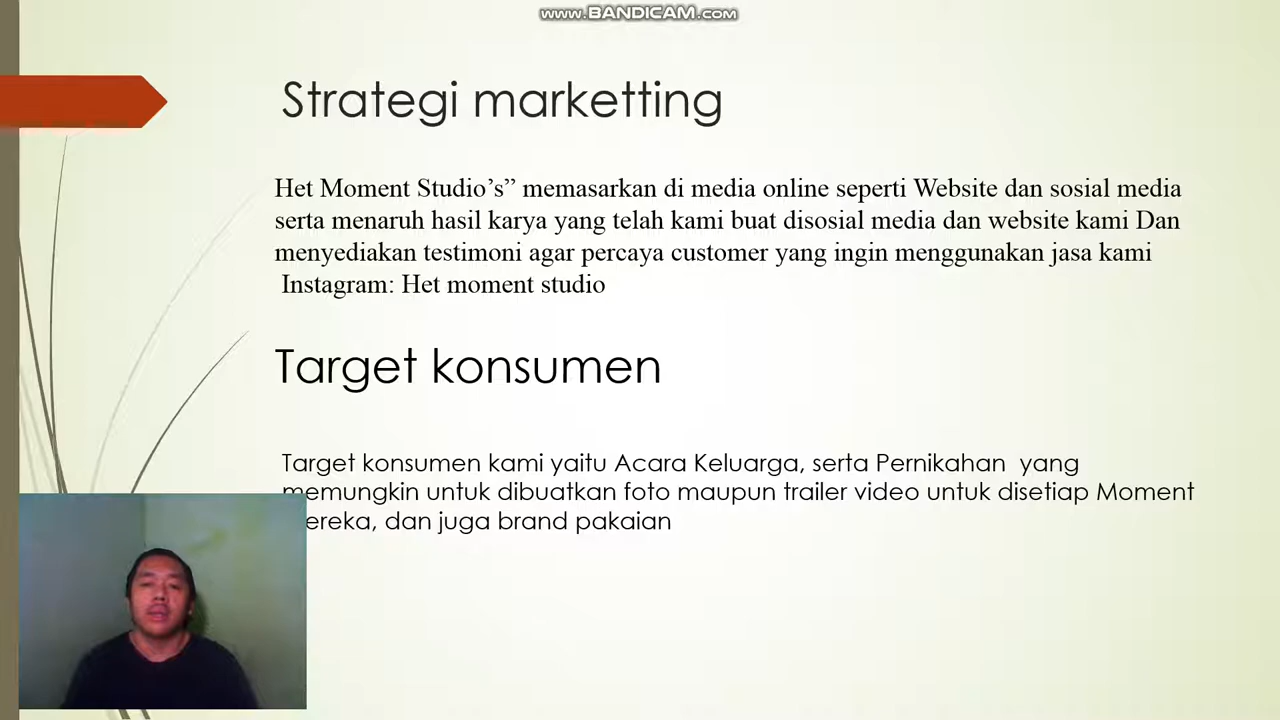 www.BANDICAM.com
Strategi marketting
Het Moment Studio’s” memasarkan di media online seperti Website dan sosial media
serta menaruh hasil karya yang telah kami buat disosial media dan website kami Dan
menyediakan testimoni agar percaya customer yang ingin menggunakan jasa kami
Instagram: Het moment studio
Target konsumen
Target konsumen kami yaitu Acara Keluarga, serta Pernikahan yang
memungkin untuk dibuatkan foto maupun trailer video untuk disetiap Moment
ereka, dan juga brand pakaian